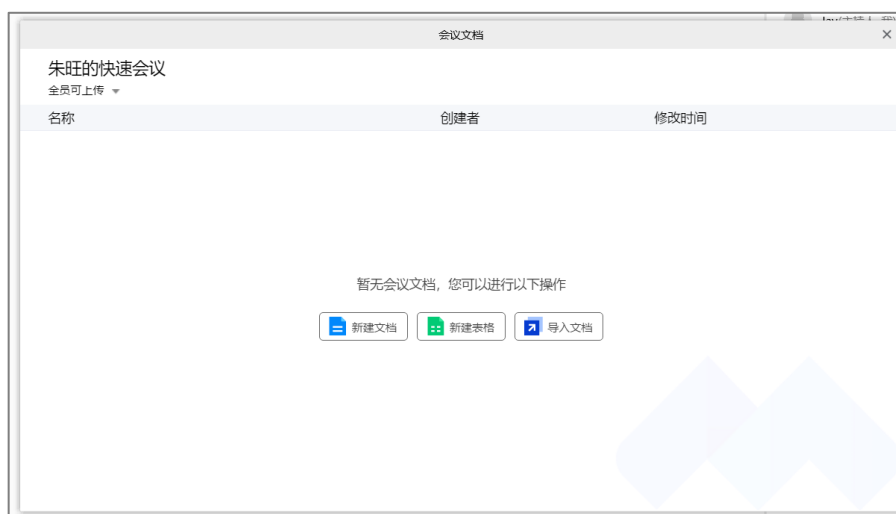 会议文档
朱旺的快速会议
全员可上传
名称 创建者 修改时间
暂无会议文档，您可以进行以下操作
新建文档 新建表格 导入文档